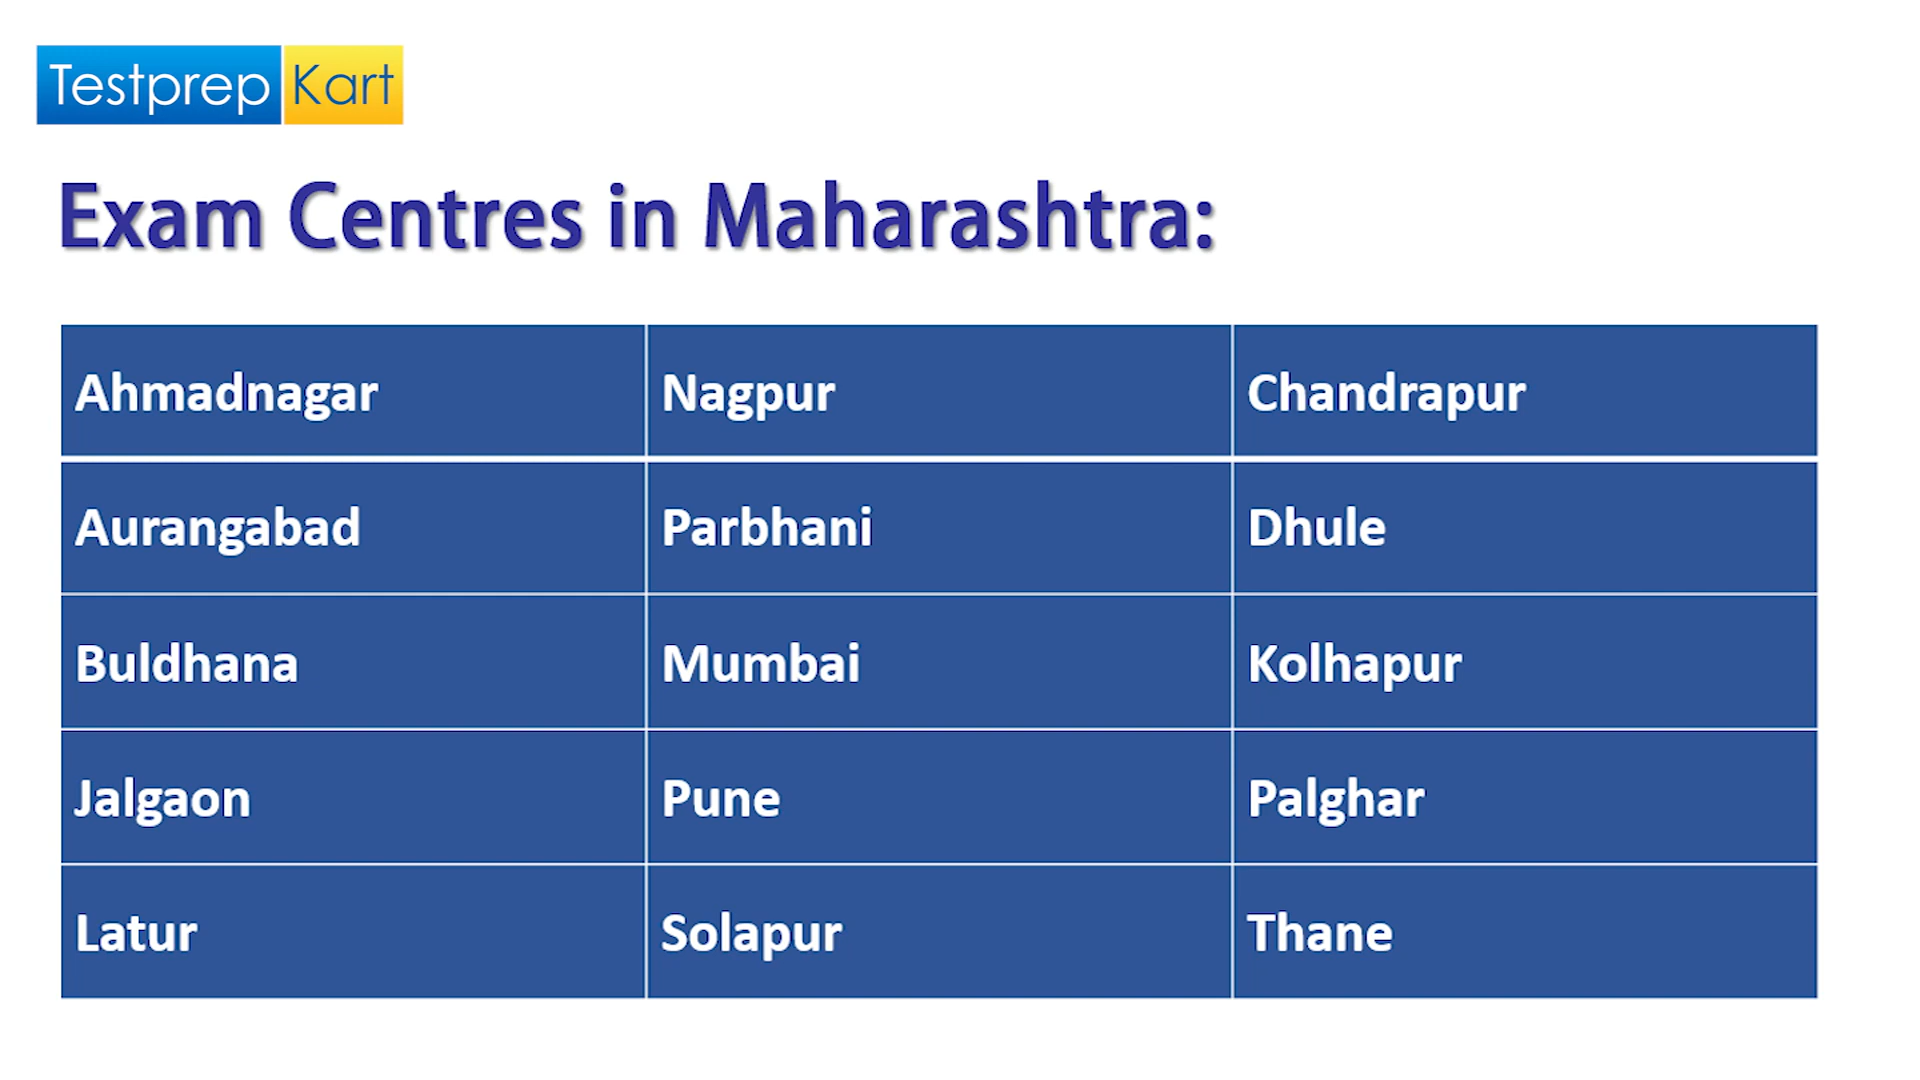 Testprep Kart
Exam Centres in Maharashtra:
Ahmadnagar Nagpur Chandrapur
Aurangabad Parbhani Dhule
Buldhana Mumbai Kolhapur
Jalgaon Pune Palghar
Latur Solapur Thane